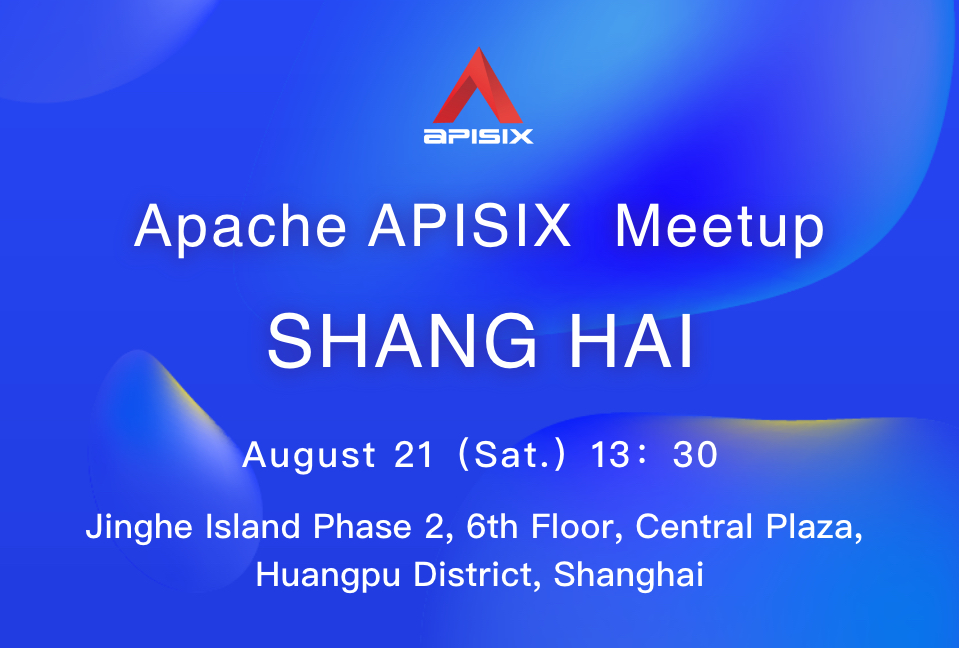 apisix
Apache APISIX Meetup
SHANG HAI
August 21（Sat.）13：30
Jinghe Island Phase 2, 6th Floor, Central Plaza,
Huangpu District, Shanghai